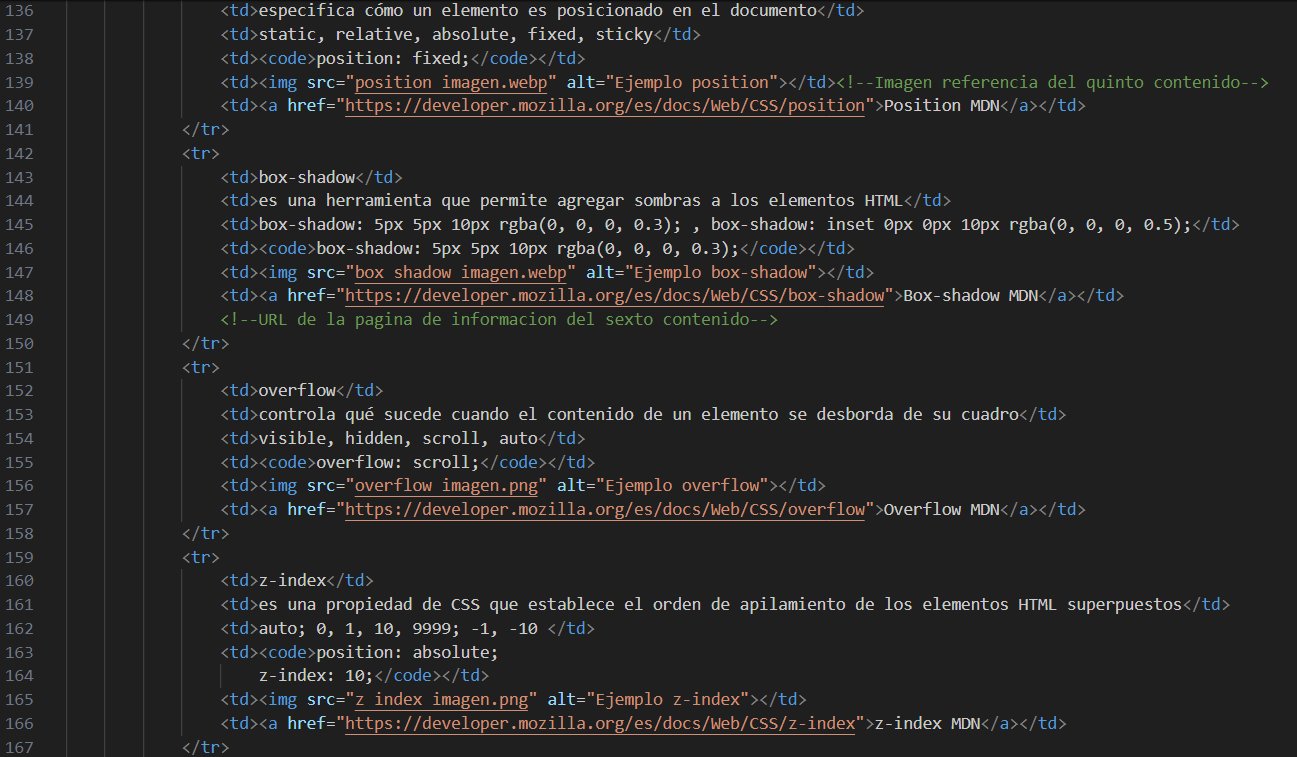 136 <td>especifica cómo un elemento es posicionado en el documento</td>
137 <td>static, relative, absolute, fixed, sticky</td>
138 <td><code>position: fixed;</code></td>
139 <td><img src="position imagen.webp" alt="Ejemplo position"></td><!--Imagen referencia del quinto contenido-->
140 <td><a href="https://developer.mozilla.org/es/docs/Web/CSS/position">Position MDN</a></td>
141 </tr>
142 <tr>
143 <td>box-shadow</td>
144 <td>es una herramienta que permite agregar sombras a los elementos HTML</td>
145 <td>box-shadow: 5px 5px 10px rgba(0, 0, 0, 0.3); , box-shadow: inset 0px 0px 10px rgba(0, 0, 0, 0.5);</td>
146 <td><code>box-shadow: 5px 5px 10px rgba(0, 0, 0, 0.3);</code></td>
147 <td><img src="box shadow imagen.webp" alt="Ejemplo box-shadow"></td>
148 <td><a href="https://developer.mozilla.org/es/docs/Web/CSS/box-shadow">Box-shadow MDN</a></td>
149 <!--URL de la pagina de informacion del sexto contenido-->
150 </tr>
151 <tr>
152 <td>overflow</td>
153 <td>controla qué sucede cuando el contenido de un elemento se desborda de su cuadro</td>
154 <td>visible, hidden, scroll, auto</td>
155 <td><code>overflow: scroll;</code></td>
156 <td><img src="overflow imagen.png" alt="Ejemplo overflow"></td>
157 <td><a href="https://developer.mozilla.org/es/docs/Web/CSS/overflow">Overflow MDN</a></td>
158 </tr>
159 <tr>
160 <td>z-index</td>
161 <td>es una propiedad de CSS que establece el orden de apilamiento de los elementos HTML superpuestos</td>
162 <td>auto; 0, 1, 10, 9999; -1, -10 </td>
163 <td><code>position: absolute;
164 z-index: 10;</code></td>
165 <td><img src="z index imagen.png" alt="Ejemplo z-index"></td>
166 <td><a href="https://developer.mozilla.org/es/docs/Web/CSS/z-index">z-index MDN</a></td>
167 </tr>